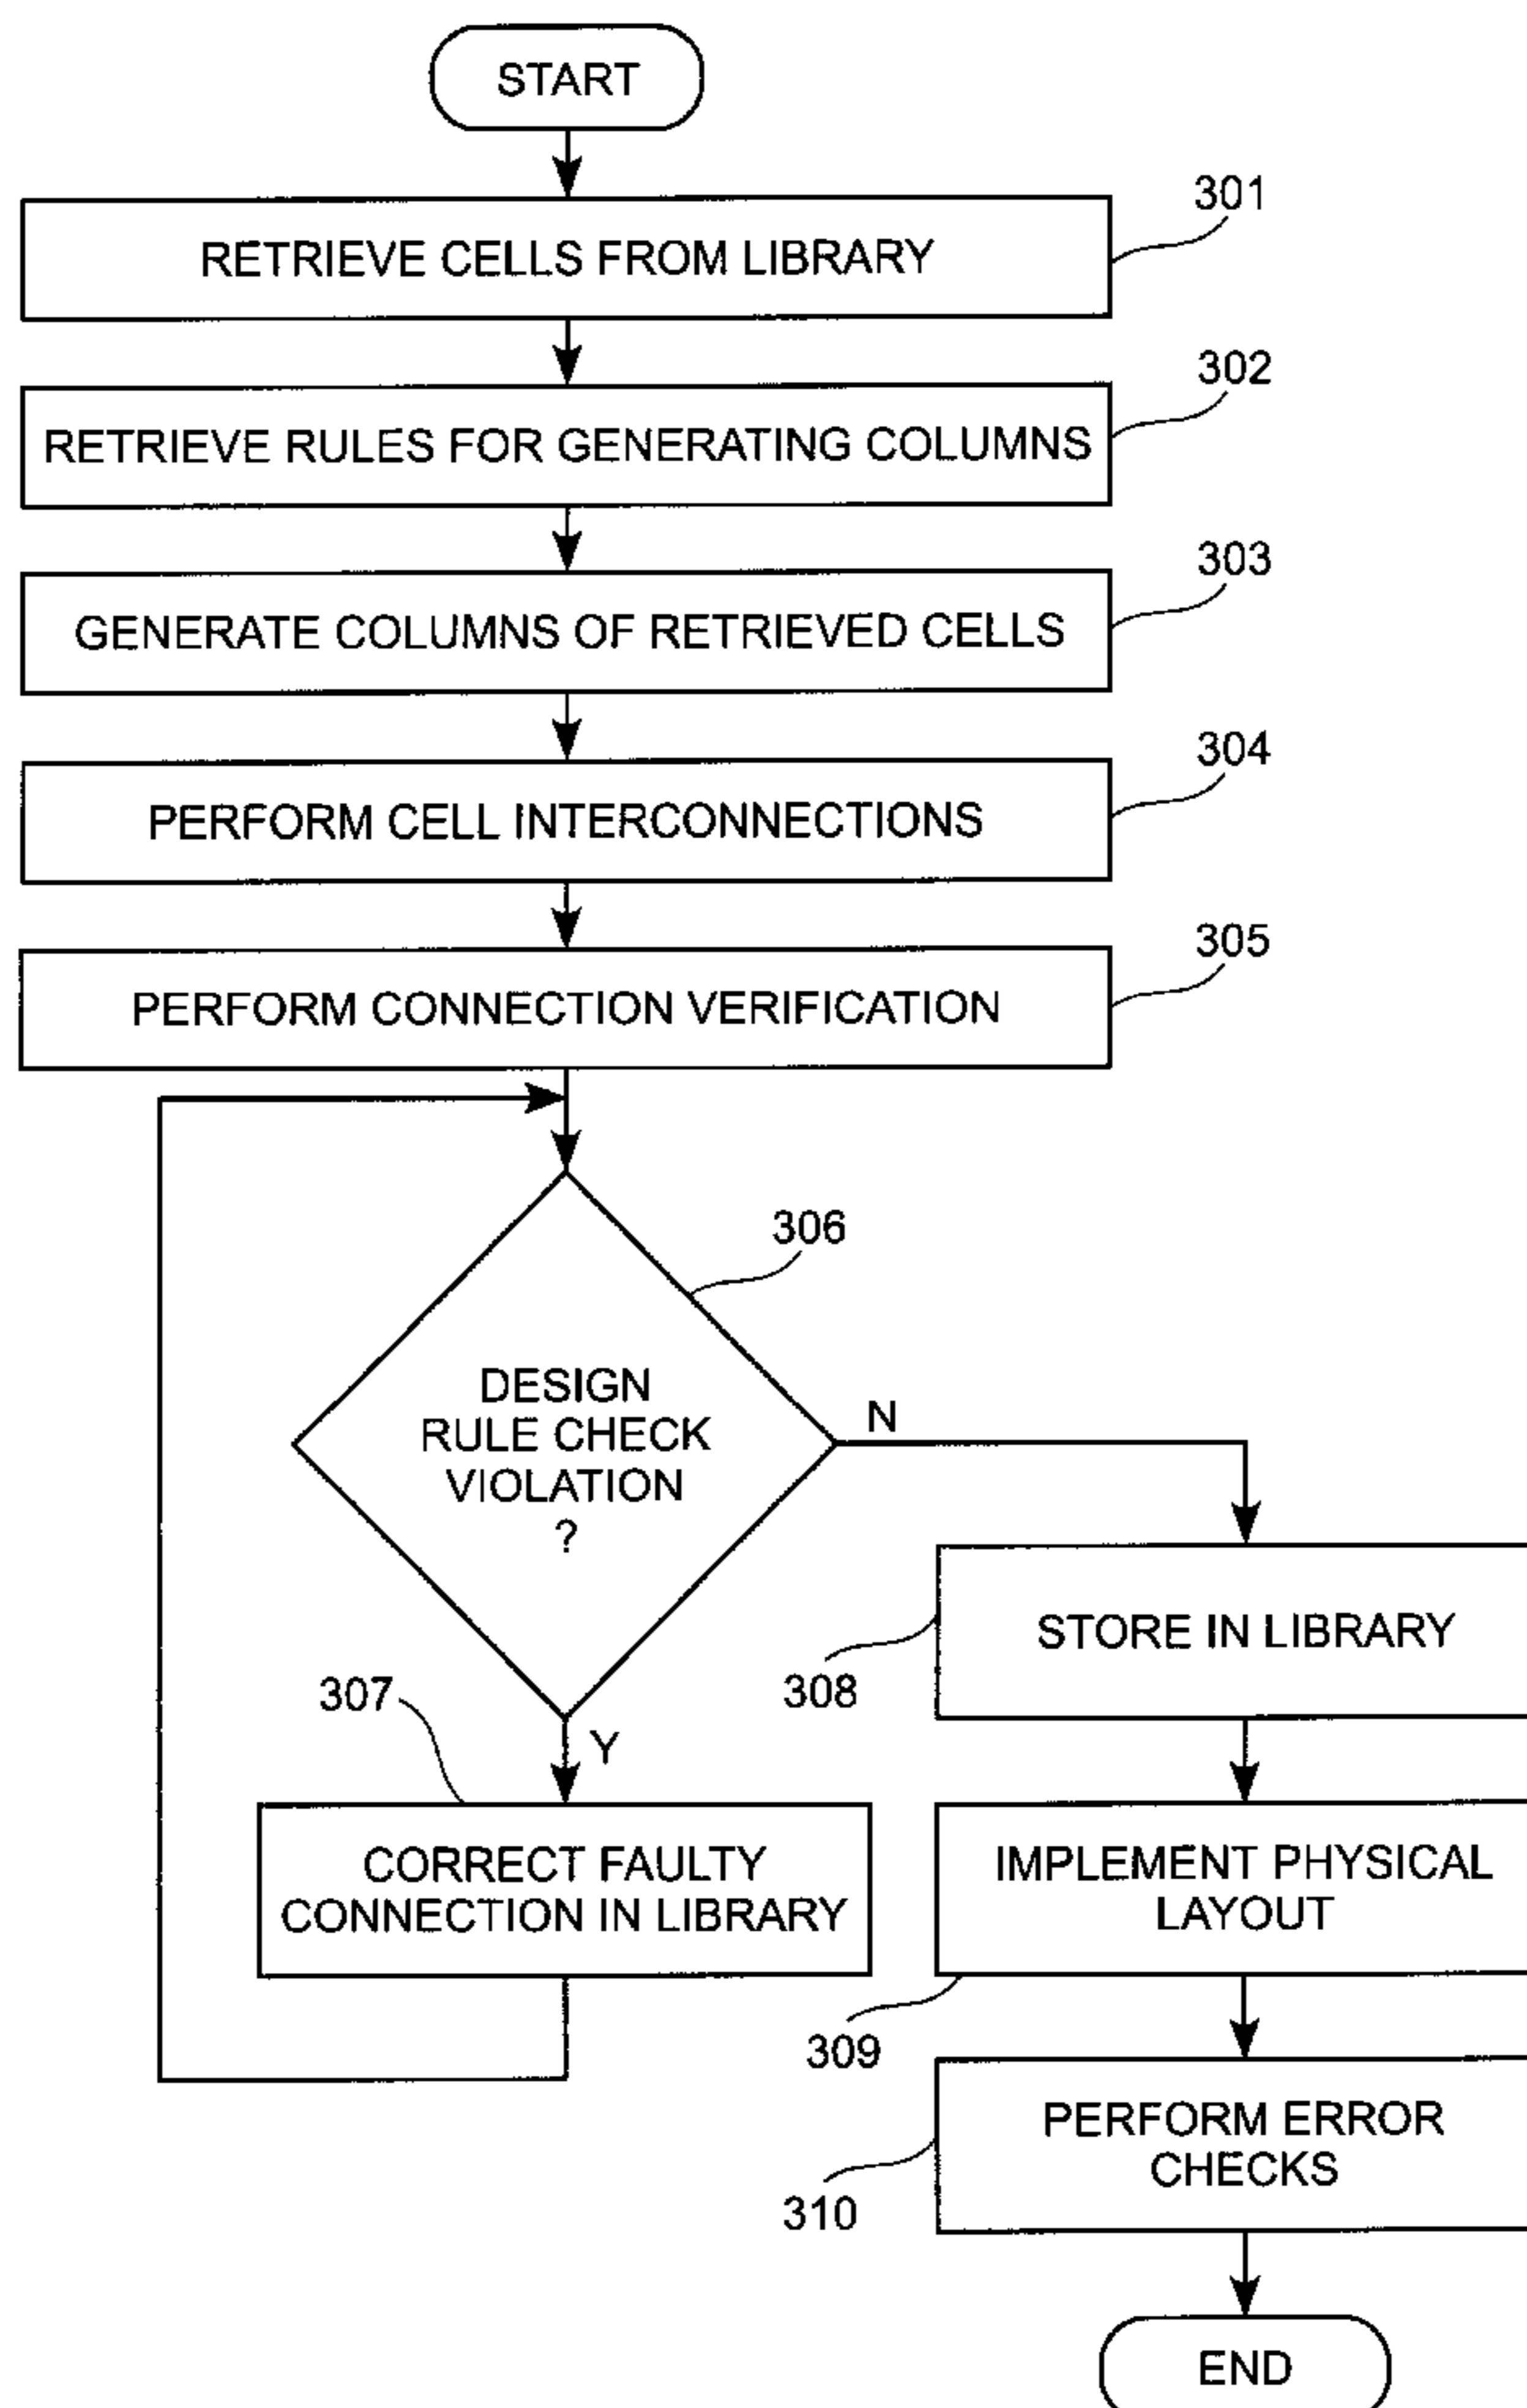 START
301
RETRIEVE CELLS FROM LIBRARY
302
RETRIEVE RULES FOR GENERATING COLUMNS
303
GENERATE COLUMNS OF RETRIEVED CELLS
304
PERFORM CELL INTERCONNECTIONS
305
PERFORM CONNECTION VERIFICATION
306
DESIGN
RULE CHECK
VIOLATION
?
N
Y
307
CORRECT FAULTY
CONNECTION IN LIBRARY
308
STORE IN LIBRARY
309
IMPLEMENT PHYSICAL
LAYOUT
310
PERFORM ERROR
CHECKS
END